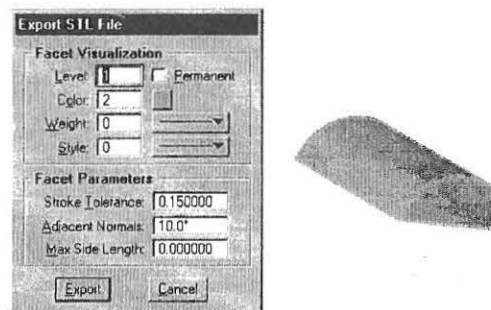 Export STL File
Facet Visualization
Level: 1 Permanent
Color: 2
Weight: 0
Style: 0
Facet Parameters
Stroke Tolerance: 0.150000
Adjacent Normals: 10.0°
Max Side Length: 0.000000
Export Cancel